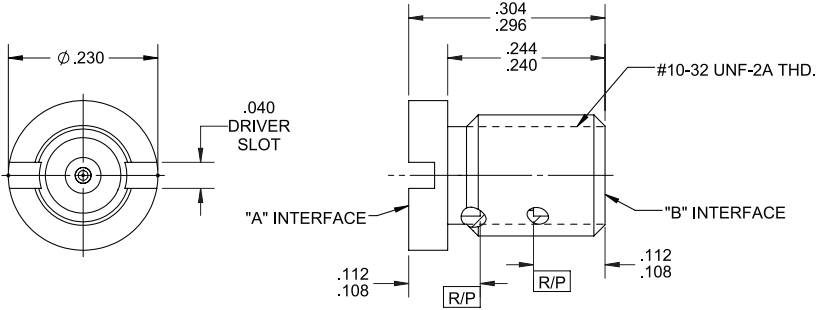 .304
.296
.244
.240
Ø .230
#10-32 UNF-2A THD.
.040
DRIVER
SLOT
"A" INTERFACE
"B" INTERFACE
.112
.108
R/P
R/P
.112
.108